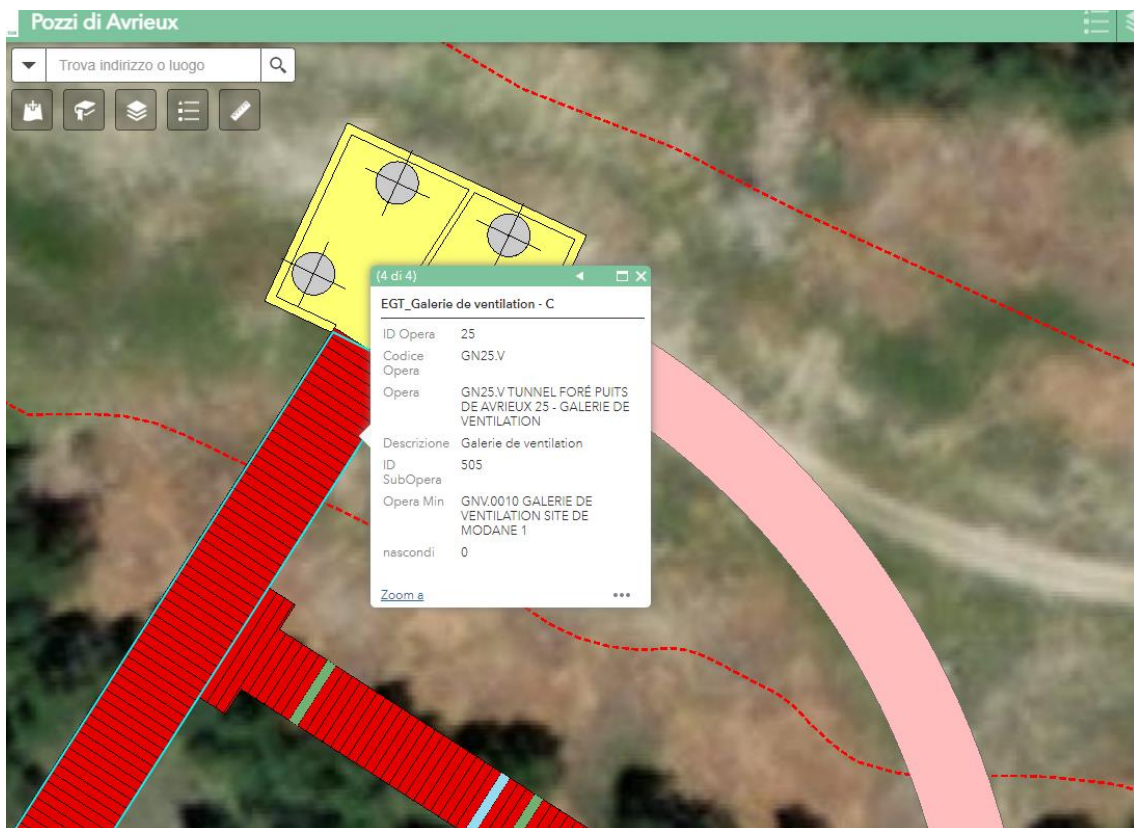 Pozzi di Avrieux
Trova indirizzo o luogo
(4 di 4)
EGT_Galerie de ventilation - C
ID Opera 25
Codice GN25.V
Opera
Opera GN25.V TUNNEL FORÉ PUITS
DE AVRIEUX 25 - GALERIE DE
VENTILATION
Descrizione Galerie de ventilation
ID 505
SubOpera
Opera Min GNV.0010 GALERIE DE
VENTILATION SITE DE
MODANE 1
nascondi 0
Zoom a